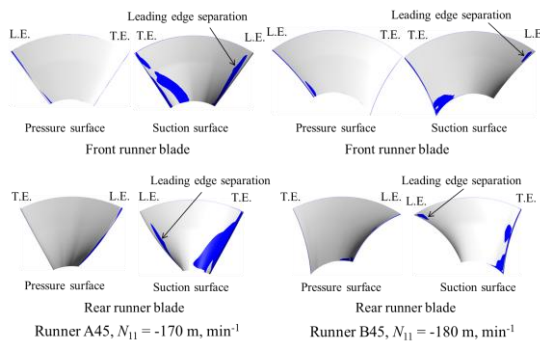 Leading edge separation
L.E. T.E. T.E. L.E.
Pressure surface Suction surface
Front runner blade
Leading edge separation
L.E. T.E. T.E. L.E.
Pressure surface Suction surface
Front runner blade
Leading edge separation
T.E. L.E. L.E. T.E.
Pressure surface Suction surface
Rear runner blade
Runner A45, N11 = -170 m, min-1
Leading edge separation
T.E. L.E. L.E. T.E.
Pressure surface Suction surface
Rear runner blade
Runner B45, N11 = -180 m, min-1